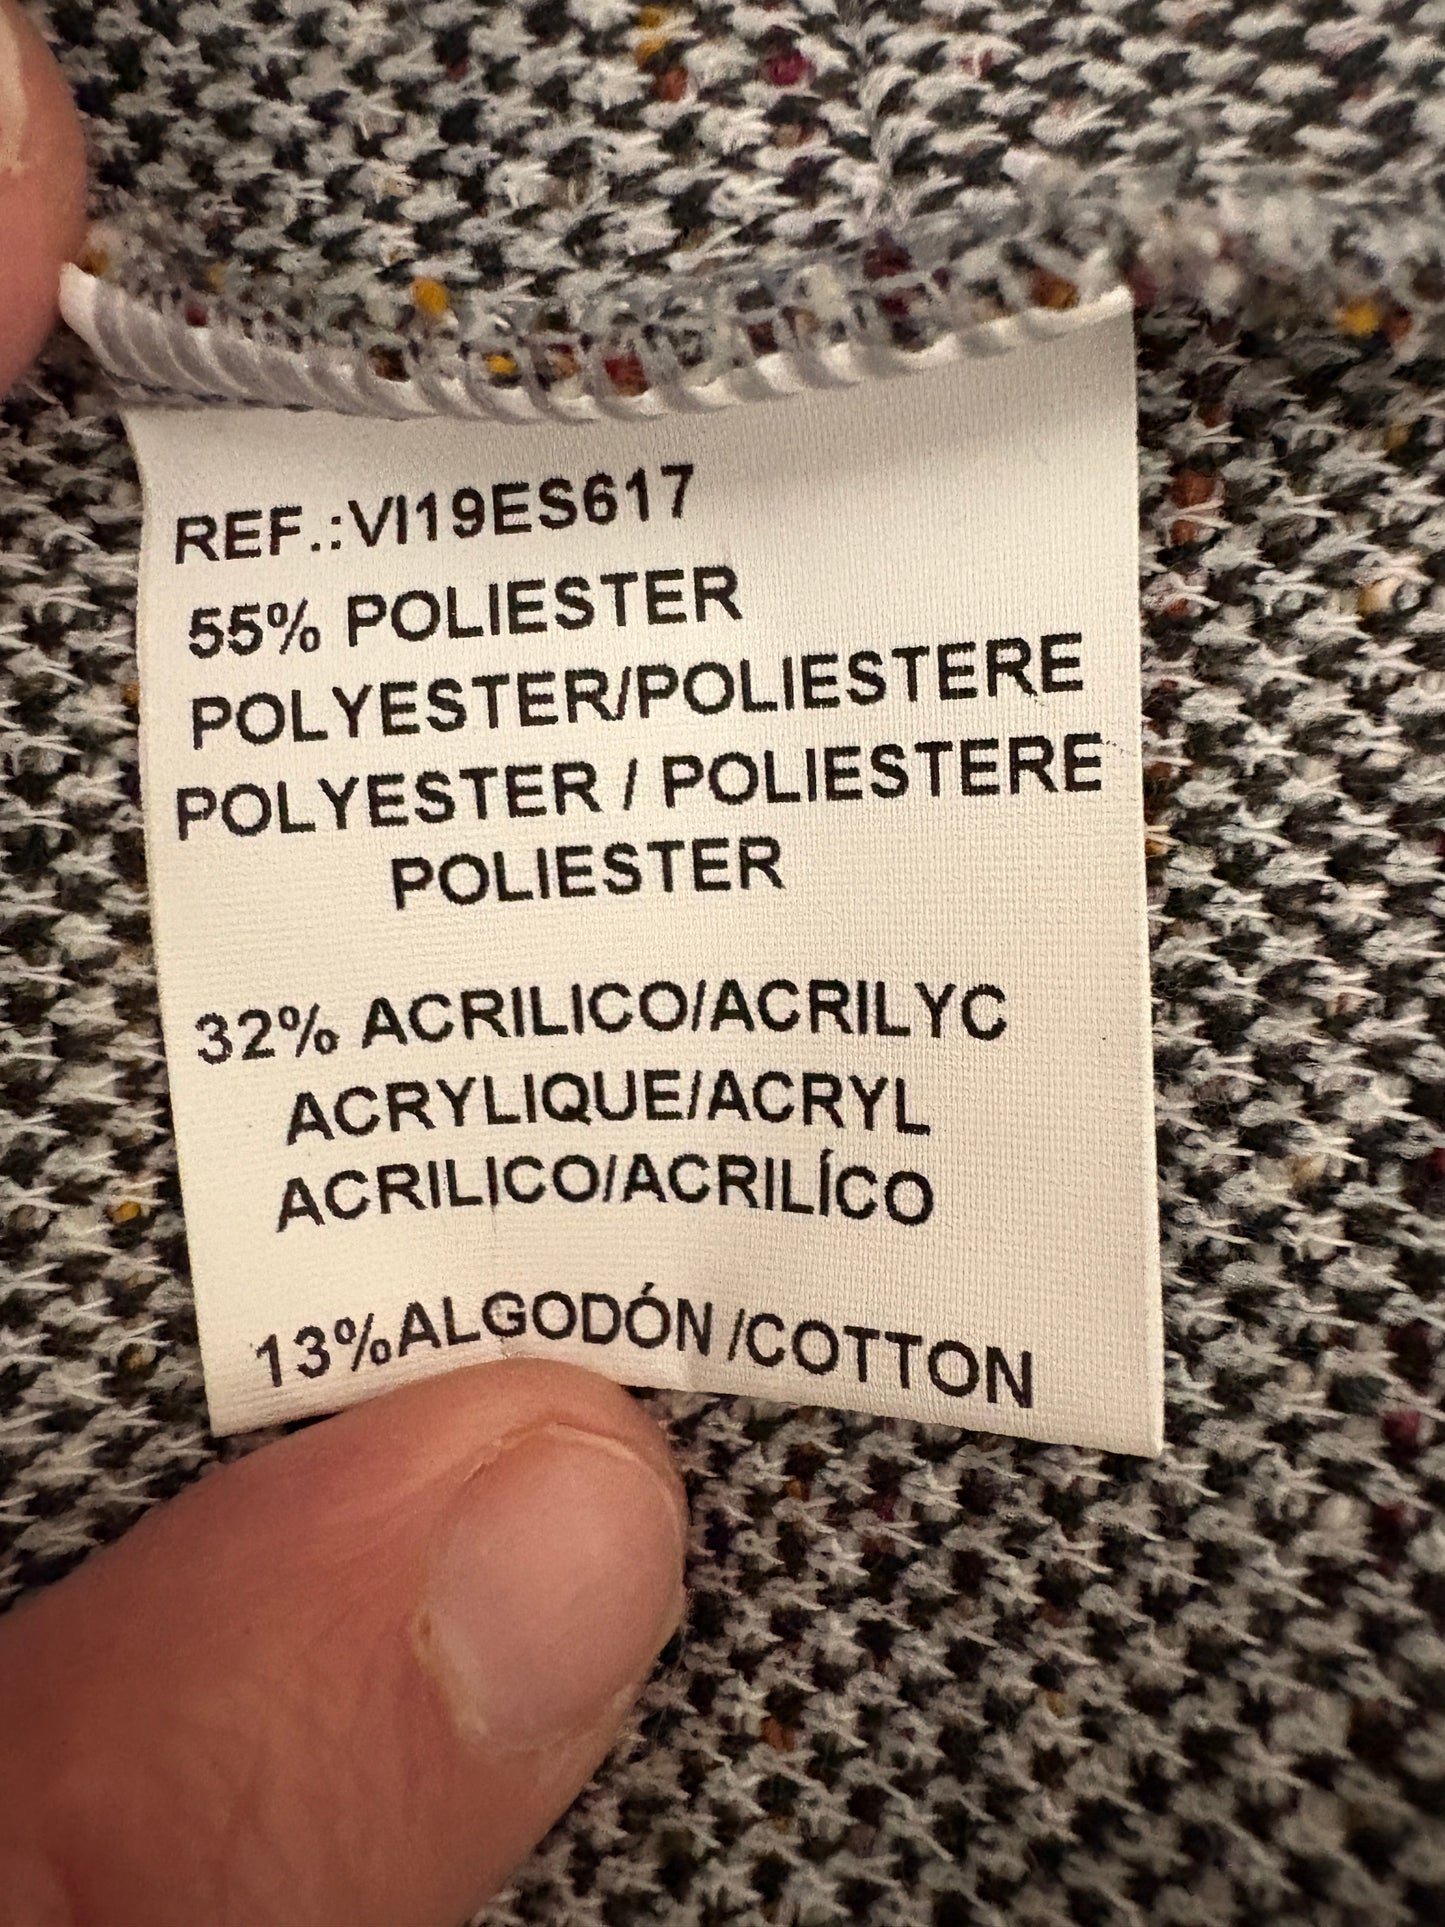 REF.:VI19ES617
55% POLIESTER
POLYESTER/POLIESTERE
POLYESTER / POLIESTERE
POLIESTER
32% ACRILICO/ACRILYC
ACRYLIQUE/ACRYL
ACRILICO/ACRILÍCO
13%ALGODÓN /COTTON